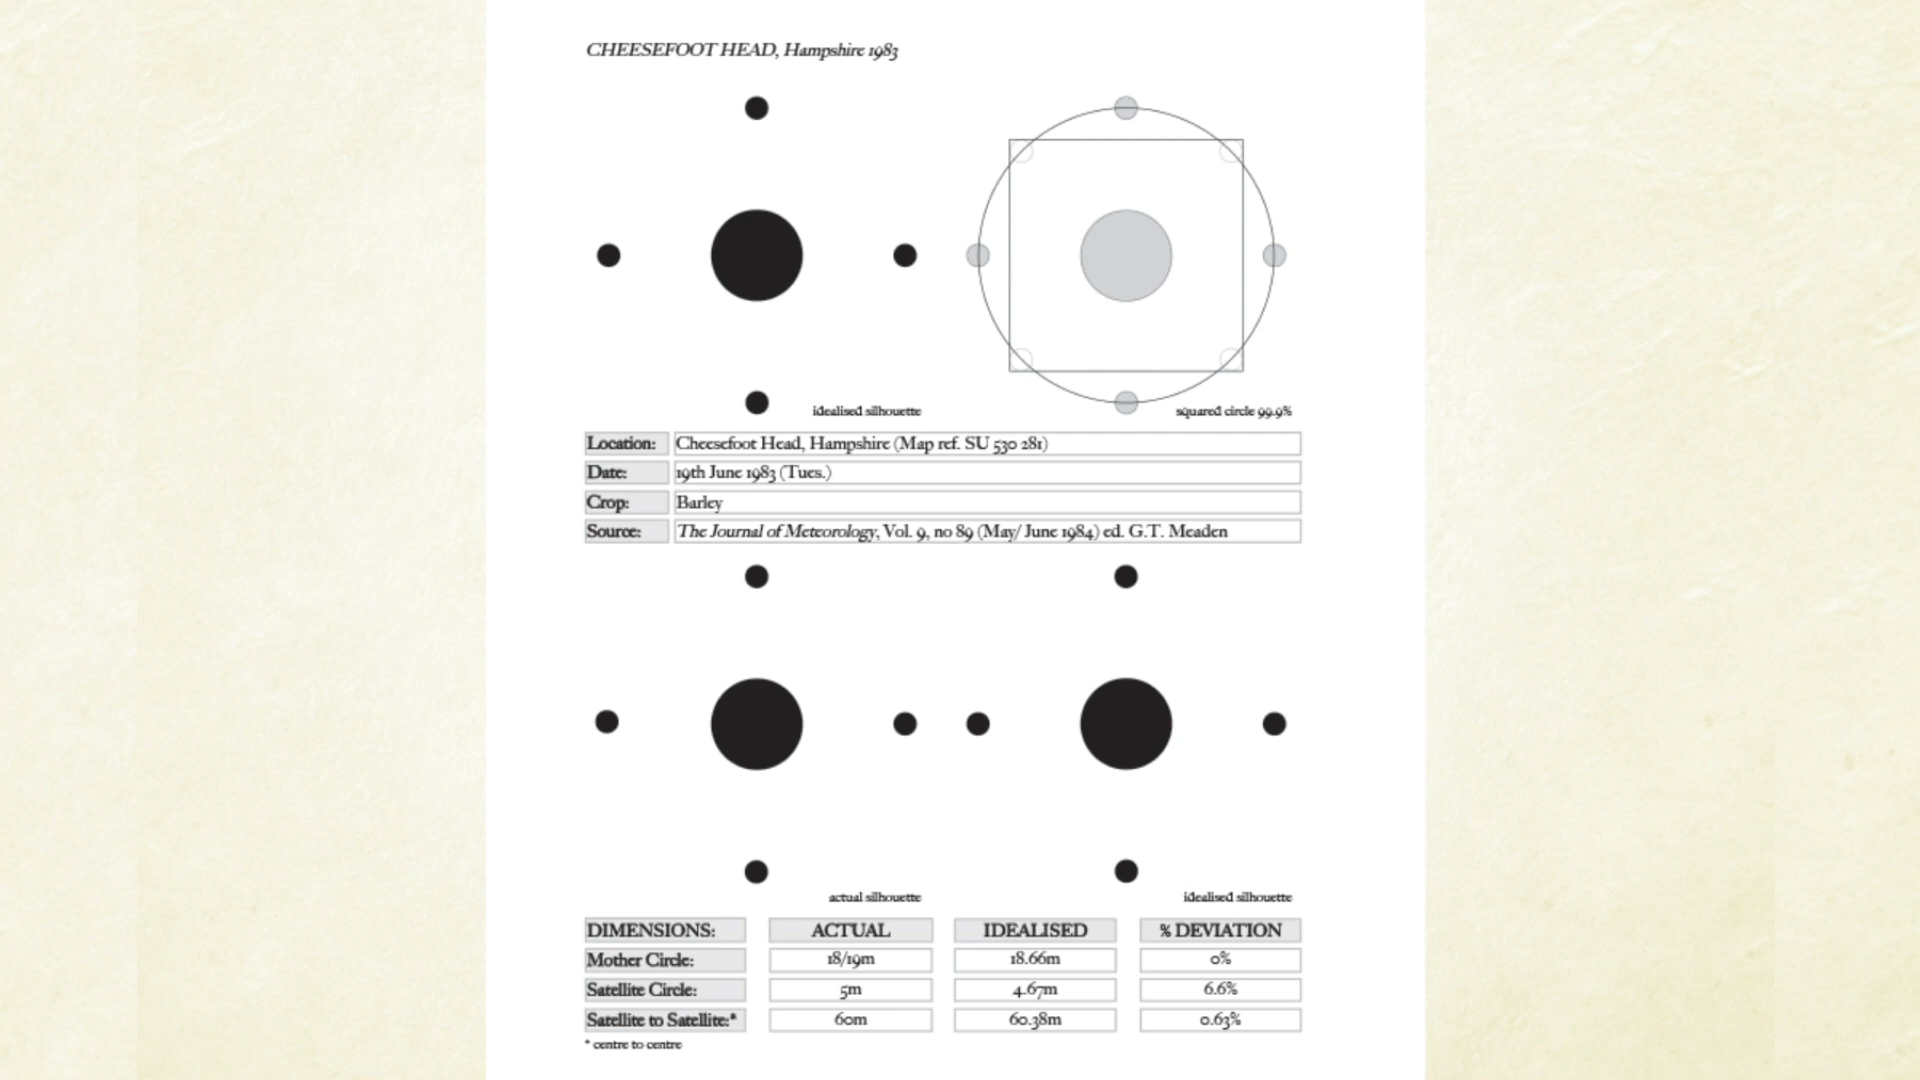 CHEESEFOOT HEAD, Hampshire 1983
idealised silhouette
squared circle 99.9%
Location: Cheesefoot Head, Hampshire (Map ref. SU 530 281)
Date: 19th June 1983 (Tues.)
Crop: Barley
Source: The Journal of Meteorology, Vol. 9, no 89 (May/ June 1984) ed. G.T. Meaden
actual silhouette
idealised silhouette
DIMENSIONS: ACTUAL IDEALISED % DEVIATION
Mother Circle: 18/19m 18.66m 0%
Satellite Circle: 5m 4.67m 6.6%
Satellite to Satellite:* 60m 60.38m 0.63%
* centre to centre